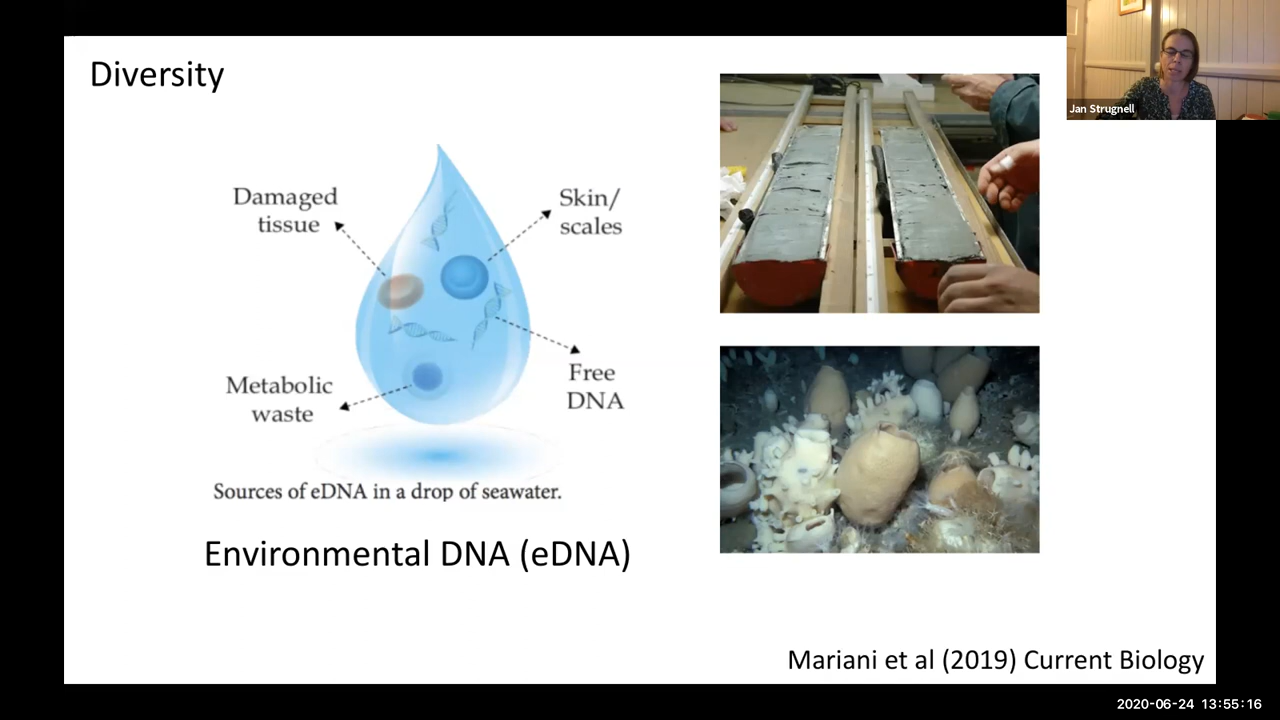 Diversity
Jan Strugnell
Damaged
tissue
Skin/
scales
Metabolic
waste
Free
DNA
Sources of eDNA in a drop of seawater.
Environmental DNA (eDNA)
Mariani et al (2019) Current Biology
2020-06-24 13:55:16